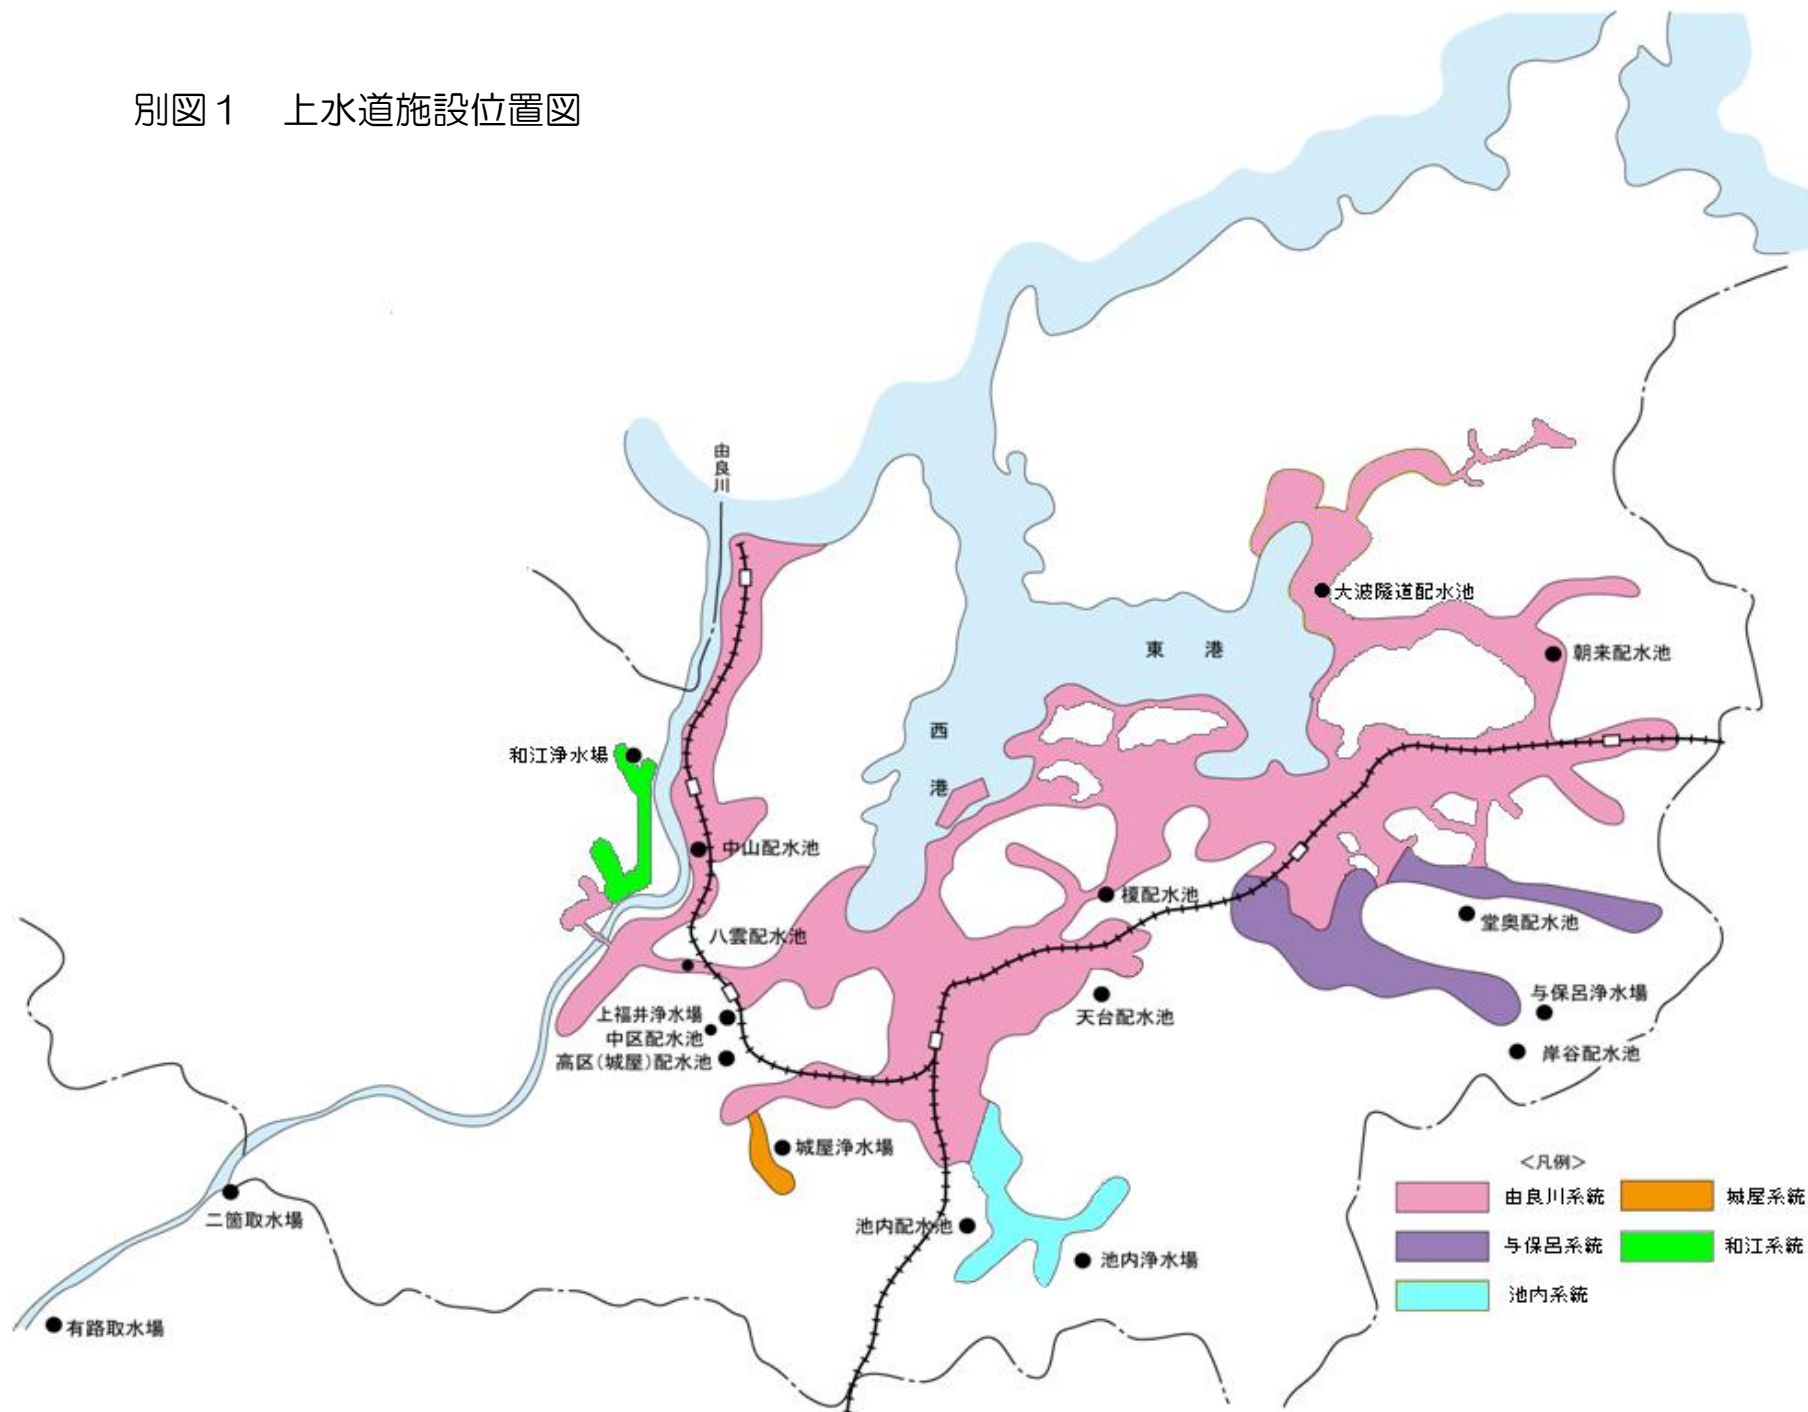 別図1 上水道施設位置図
由良川
大波隧道配水池
東 港
朝来配水池
西 港
和江浄水場
中山配水池
榎配水池
堂奥配水池
八雲配水池
与保呂浄水場
上福井浄水場
天台配水池
中区配水池
岸谷配水池
高区(城屋)配水池
城屋浄水場
<凡例>
由良川系統
城屋系統
二箇取水場
池内配水池
与保呂系統
和江系統
池内浄水場
池内系統
有路取水場